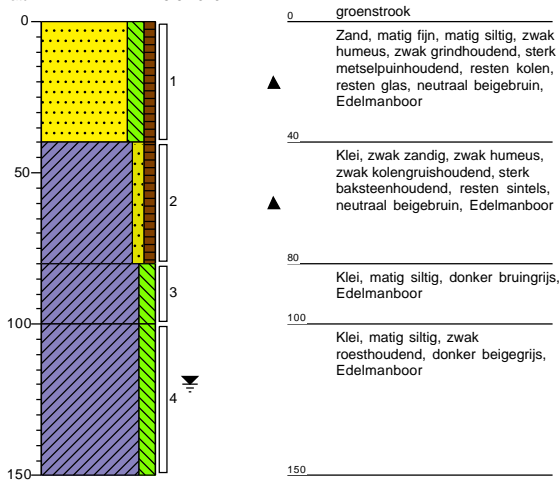 0
50
100
150
1
2
3
4
0
groenstrook
Zand, matig fijn, matig siltig, zwak
humeus, zwak grindhoudend, sterk
metselpuinhoudend, resten kolen,
resten glas, neutraal beigebruin,
Edelmanboor
40
Klei, zwak zandig, zwak humeus,
zwak kolengruishoudend, sterk
baksteenhoudend, resten sintels,
neutraal beigebruin, Edelmanboor
80
Klei, matig siltig, donker bruingrijs,
Edelmanboor
100
Klei, matig siltig, zwak
roesthoudend, donker beigegrijs,
Edelmanboor
150